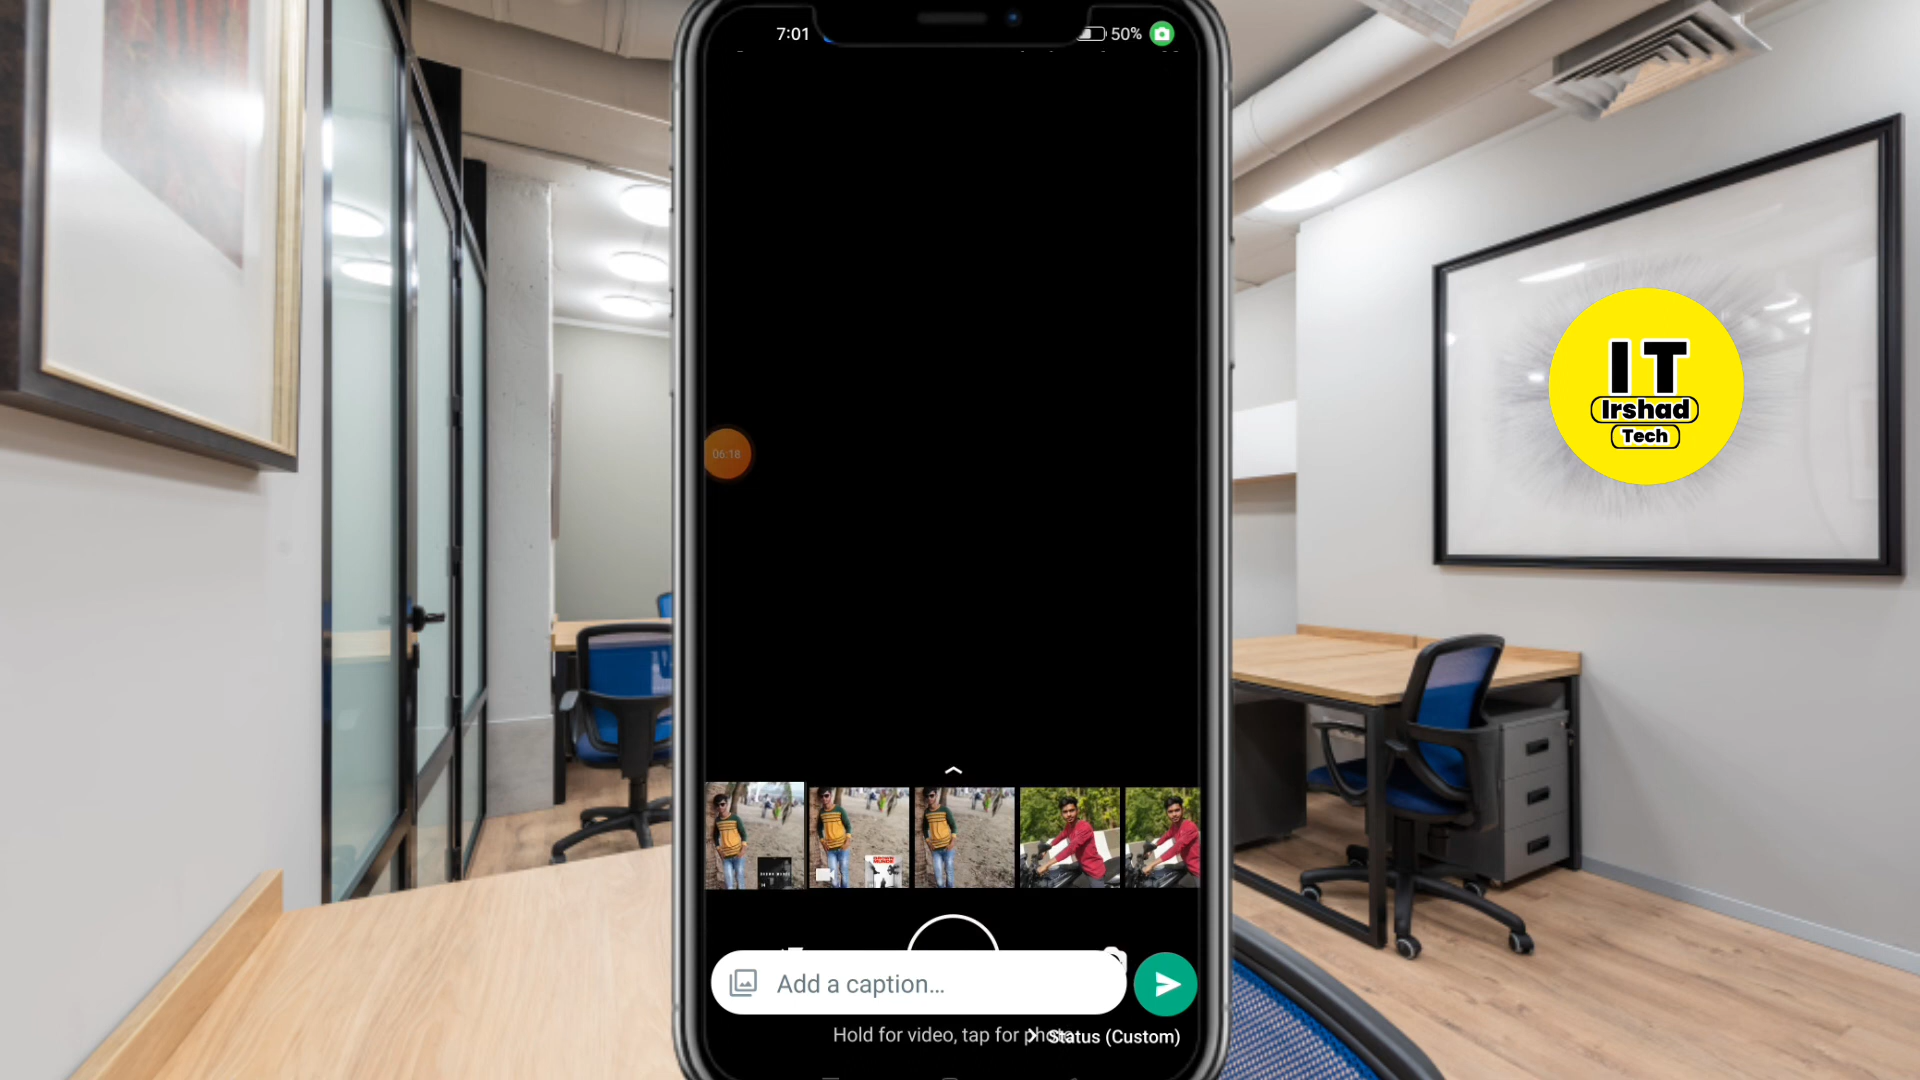 7:01
50%
06:18
IT
Irshad
Tech
Add a caption...
Hold for video, tap for photo
Status (Custom)